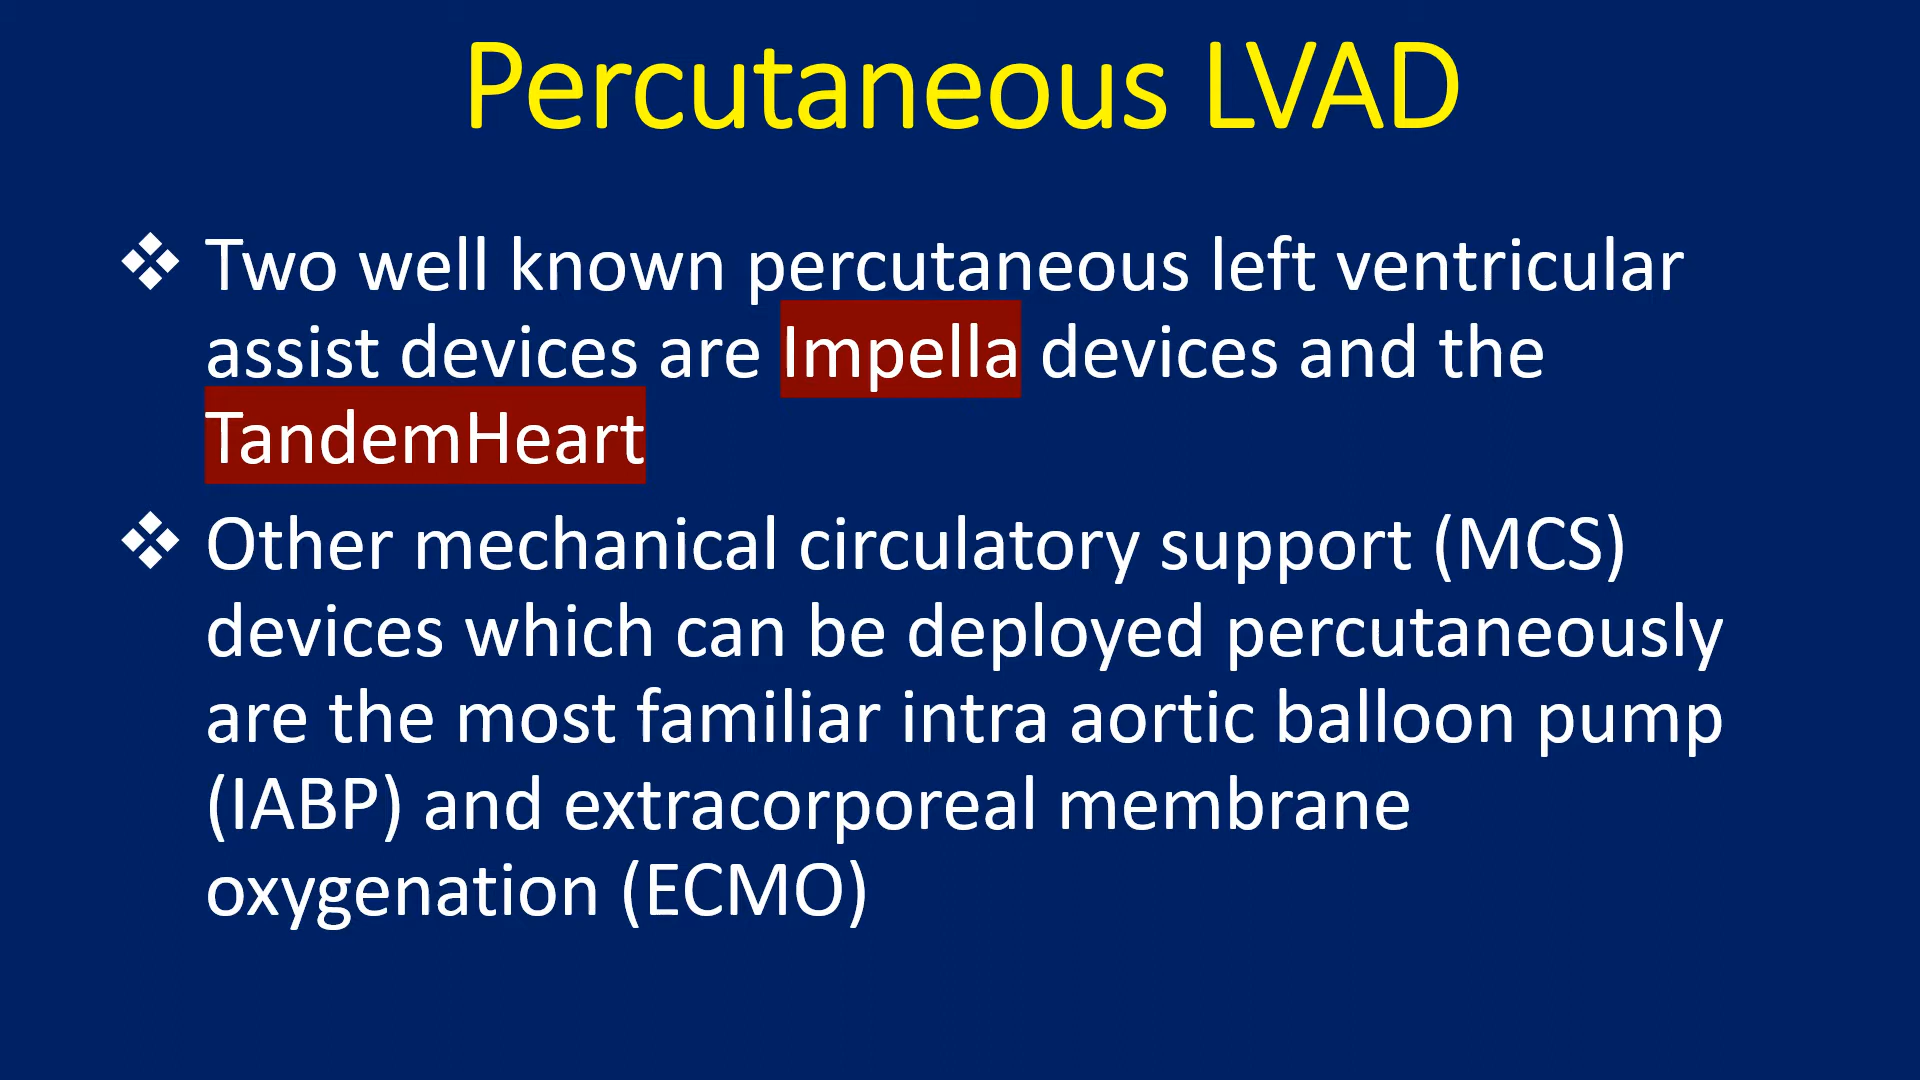 Percutaneous LVAD
❖ Two well known percutaneous left ventricular
assist devices are Impella devices and the
TandemHeart
❖ Other mechanical circulatory support (MCS)
devices which can be deployed percutaneously
are the most familiar intra aortic balloon pump
(IABP) and extracorporeal membrane
oxygenation (ECMO)